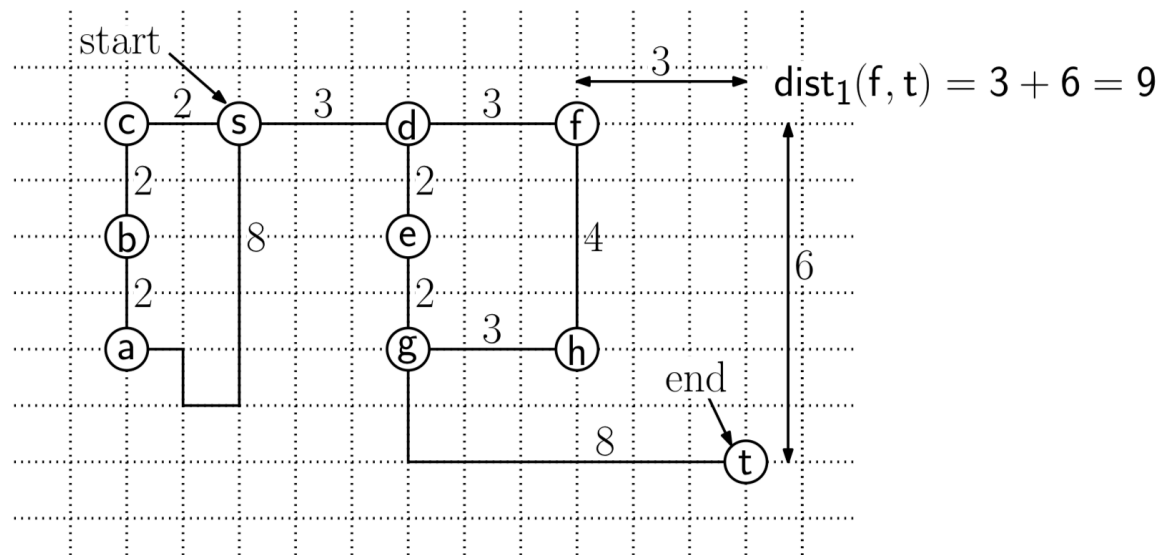 start
3
dist₁(f, t) = 3 + 6 = 9
c 2 s 3 d 3 f
2 2
b 8 e 4 6
2 2
a g 3 h
end
8
t